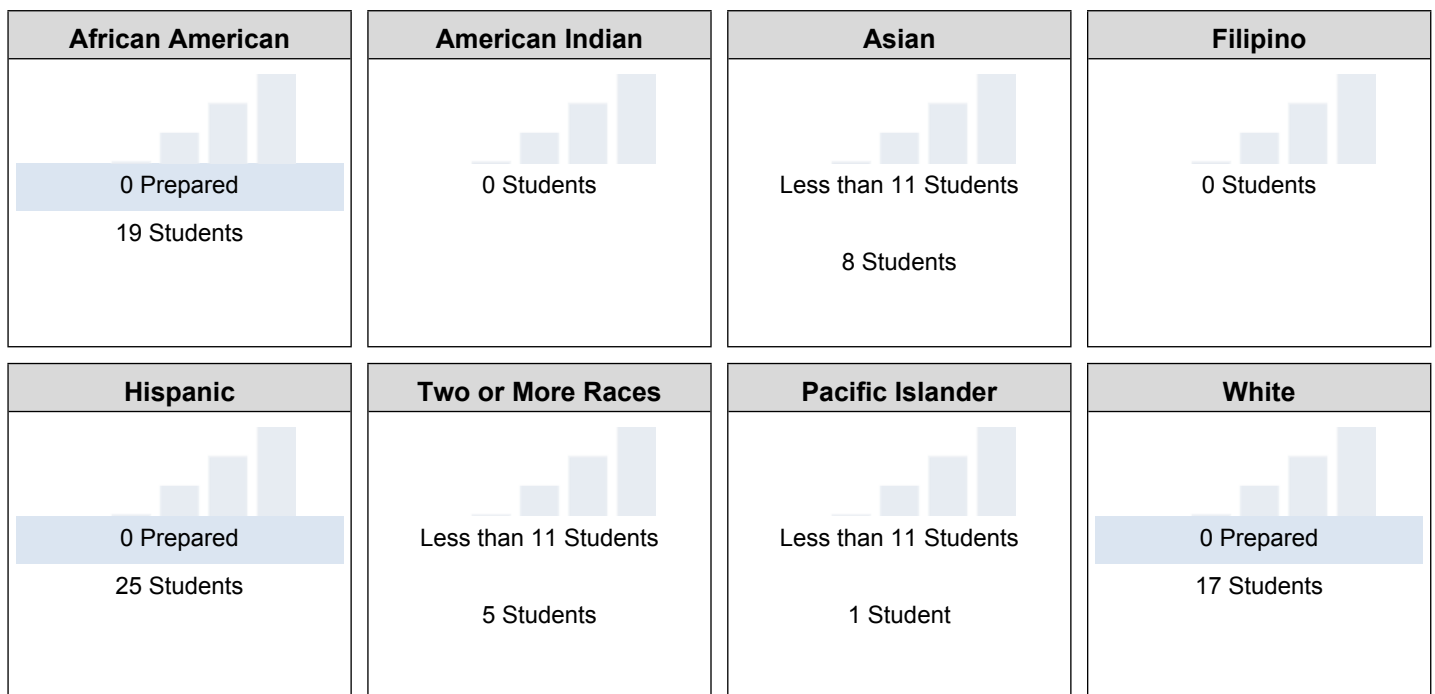 African American
0 Prepared
19 Students
American Indian
0 Students
Asian
Less than 11 Students
8 Students
Filipino
0 Students
Hispanic
0 Prepared
25 Students
Two or More Races
Less than 11 Students
5 Students
Pacific Islander
Less than 11 Students
1 Student
White
0 Prepared
17 Students